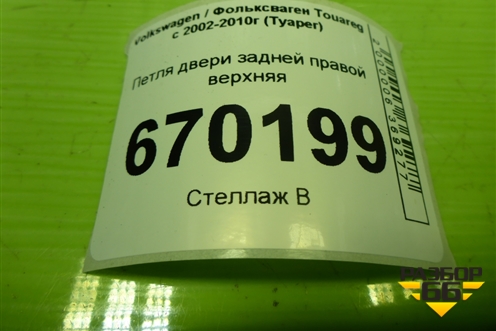 Volkswagen / Фольксваген Touareg
с 2002-2010г (Туарег)
Петля двери задней правой
верхняя
670199
Стеллаж В
РАЗБОР
66